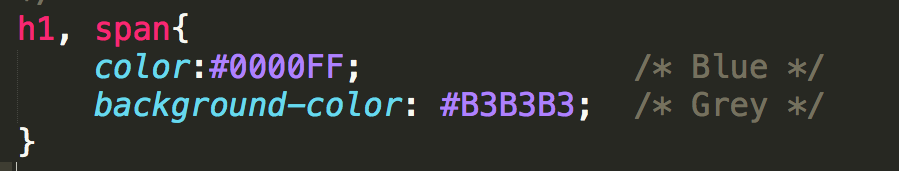 h1, span{
color:#0000FF; /* Blue */
background-color: #B3B3B3; /* Grey */
}